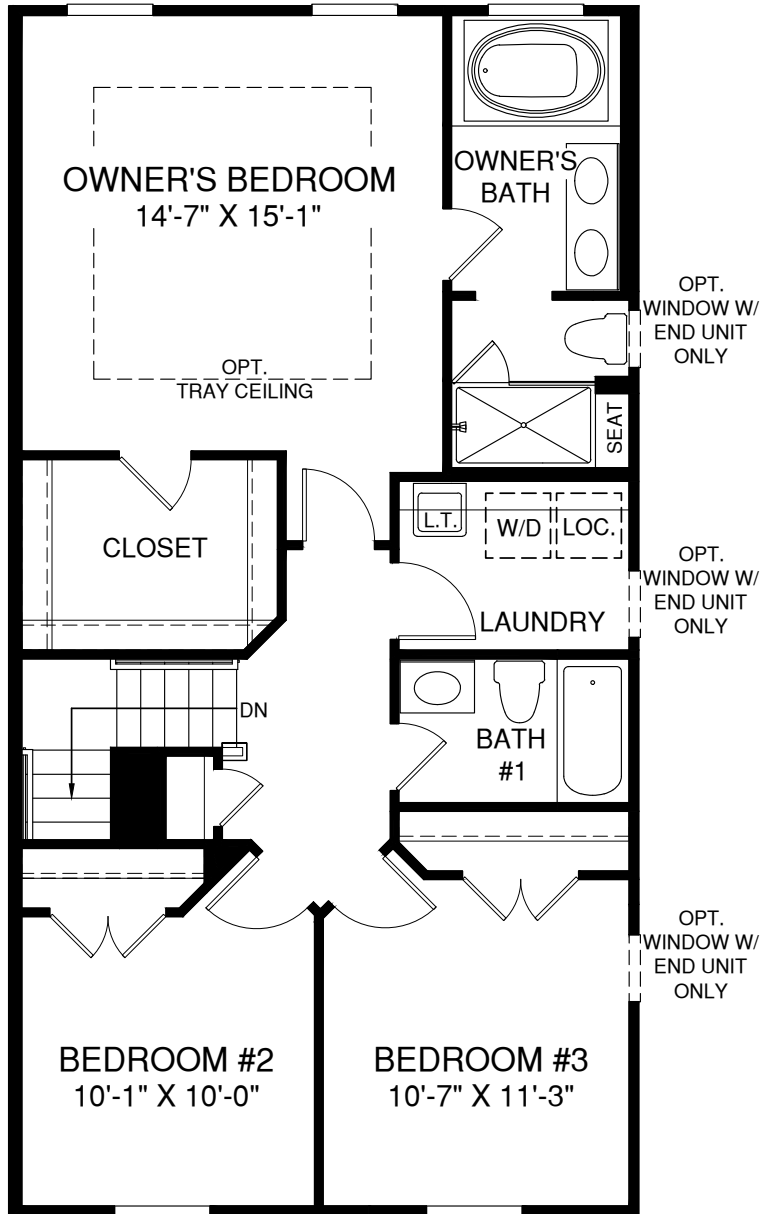 OWNER'S BEDROOM
14'-7" X 15'-1"
OPT.
TRAY CEILING
OWNER'S
BATH
OPT.
WINDOW W/
END UNIT
ONLY
SEAT
CLOSET
L.T.
W/D
LOC.
LAUNDRY
OPT.
WINDOW W/
END UNIT
ONLY
DN
BATH
#1
OPT.
WINDOW W/
END UNIT
ONLY
BEDROOM #2
10'-1" X 10'-0"
BEDROOM #3
10'-7" X 11'-3"